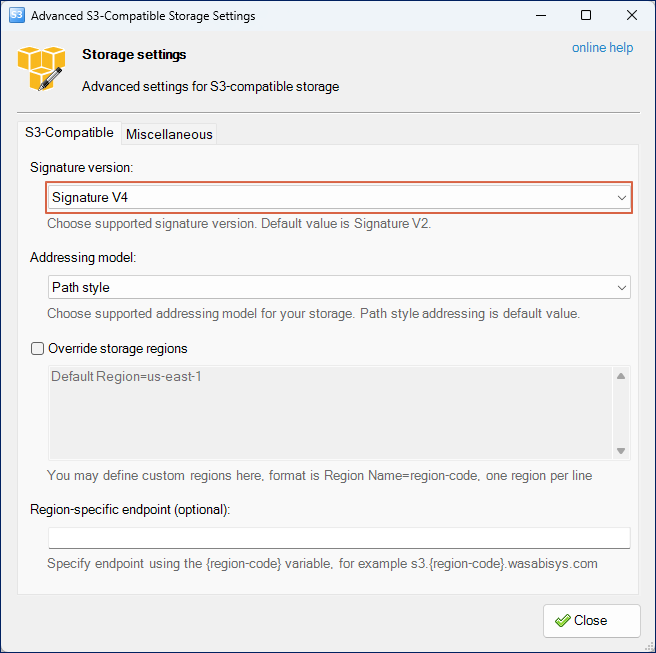 S3 Advanced S3-Compatible Storage Settings
online help
Storage settings
Advanced settings for S3-compatible storage
S3-Compatible Miscellaneous
Signature version:
Signature V4
Choose supported signature version. Default value is Signature V2.
Addressing model:
Path style
Choose supported addressing model for your storage. Path style addressing is default value.
Override storage regions
Default Region=us-east-1
You may define custom regions here, format is Region Name=region-code, one region per line
Region-specific endpoint (optional):
Specify endpoint using the {region-code} variable, for example s3.{region-code}.wasabisys.com
Close